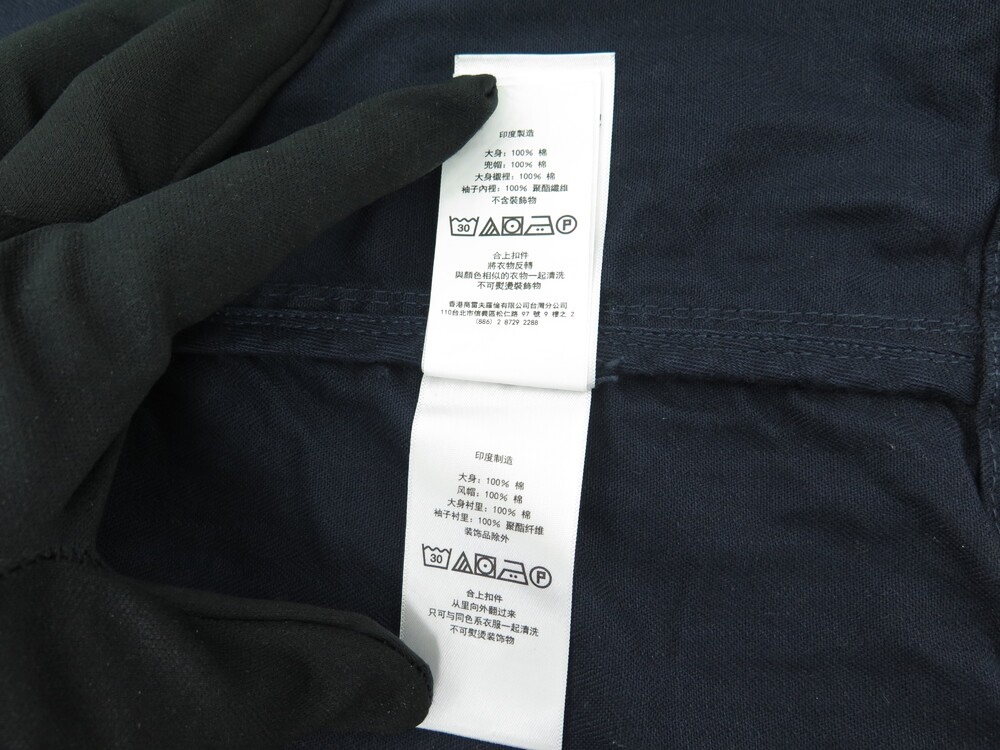 印度製造
大身: 100% 棉
兜帽: 100% 棉
大身襯裡: 100% 棉
袖子內裡: 100% 聚酯纖維
不含裝飾物
30 P
合上扣件
將衣物反轉
與顏色相似的衣物一起清洗
不可熨燙裝飾物
香港商雷夫羅倫有限公司台灣分公司
110台北市信義區松仁路 97 號 9 樓之 2
(886) 2 8729 2288
印度制造
大身: 100% 棉
风帽: 100% 棉
大身衬里: 100% 棉
袖子衬里: 100% 聚酯纤维
装饰品除外
30 P
合上扣件
从里向外翻过来
只可与同色系衣服一起清洗
不可熨烫装饰物